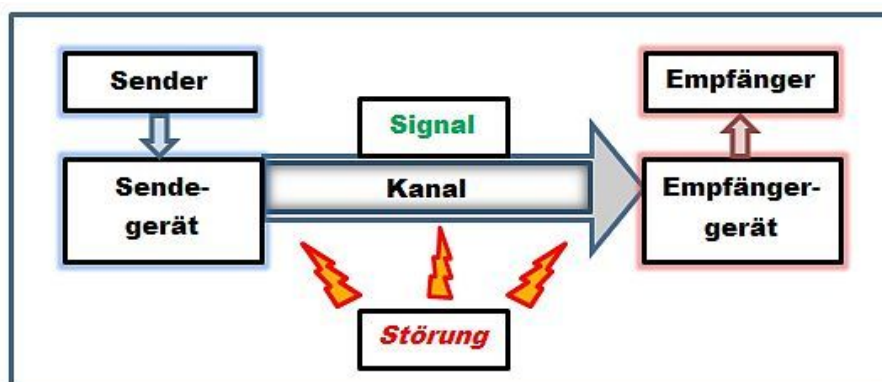 Sender
Empfänger
Signal
Sende-
gerät
Kanal
Empfänger-
gerät
Störung